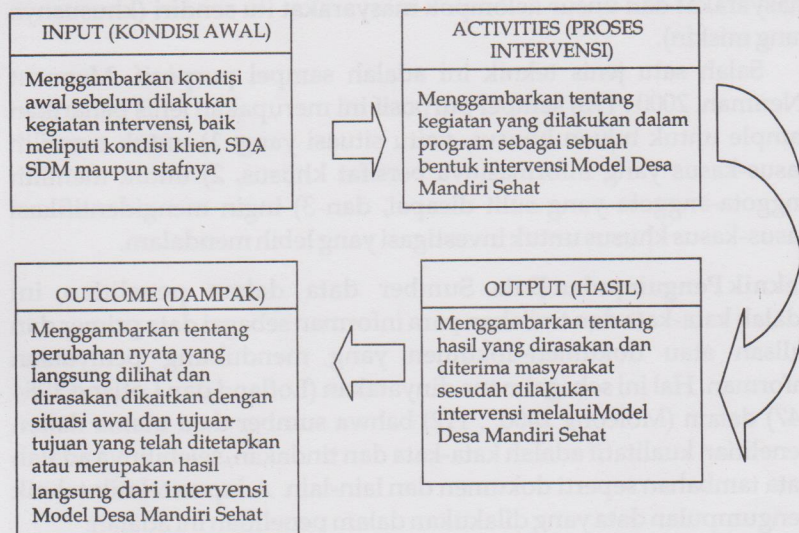 INPUT (KONDISI AWAL)
Menggambarkan kondisi
awal sebelum dilakukan
kegiatan intervensi, baik
meliputi kondisi klien, SDA
SDM maupun stafnya
ACTIVITIES (PROSES
INTERVENSI)
Menggambarkan tentang
kegiatan yang dilakukan dalam
program sebagai sebuah
bentuk intervensi Model Desa
Mandiri Sehat
OUTPUT (HASIL)
Menggambarkan tentang
hasil yang dirasakan dan
diterima masyarakat
sesudah dilakukan
intervensi melaluiModel
Desa Mandiri Sehat
OUTCOME (DAMPAK)
Menggambarkan tentang
perubahan nyata yang
langsung dilihat dan
dirasakan dikaitkan dengan
situasi awal dan tujuan-
tujuan yang telah ditetapkan
atau merupakan hasil
langsung dari intervensi
Model Desa Mandiri Sehat